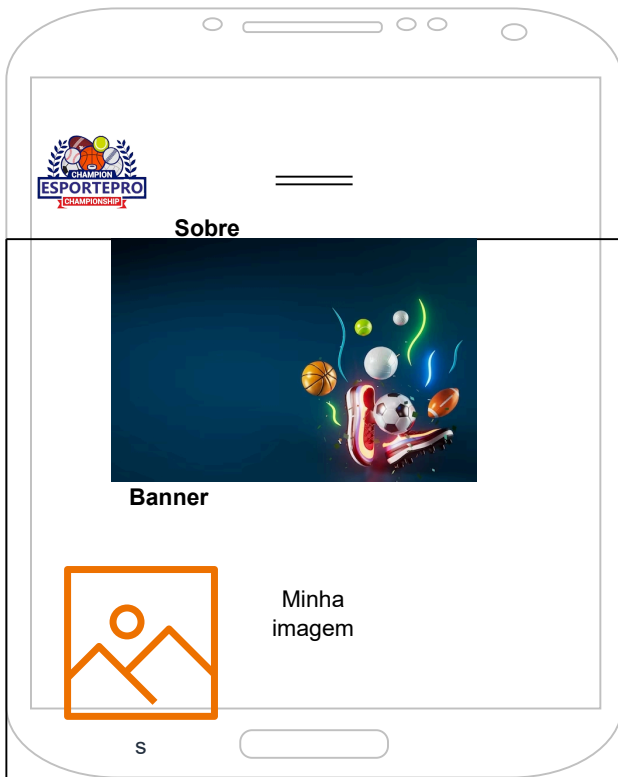 CHAMPION
ESPORTEPRO
CHAMPIONSHIP
Sobre
Banner
Minha
imagem
s